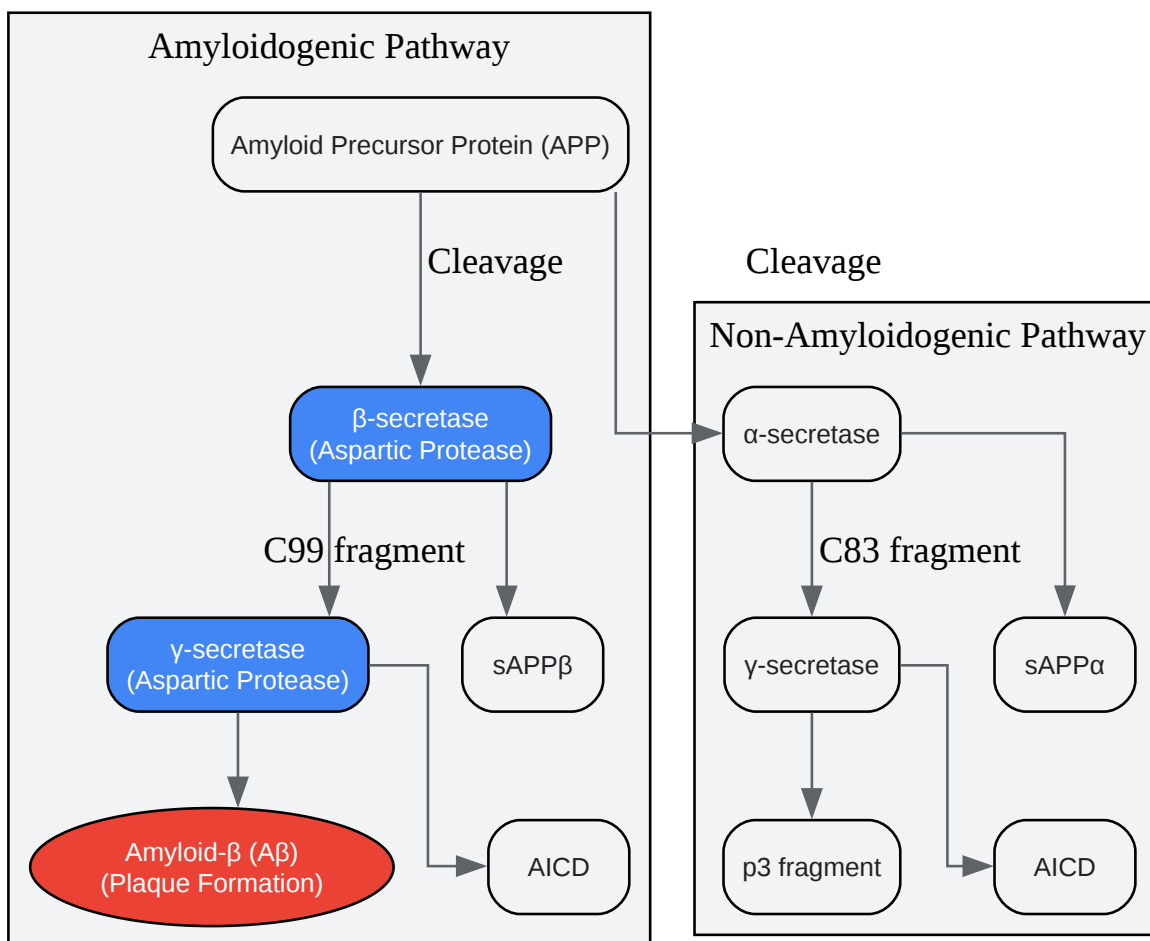 Amyloidogenic Pathway
Amyloid Precursor Protein (APP)
Cleavage
β-secretase
(Aspartic Protease)
C99 fragment
γ-secretase
(Aspartic Protease)
sAPPβ
Amyloid-β (Aβ)
(Plaque Formation)
AICD
Cleavage
Non-Amyloidogenic Pathway
α-secretase
C83 fragment
γ-secretase
sAPPα
p3 fragment
AICD